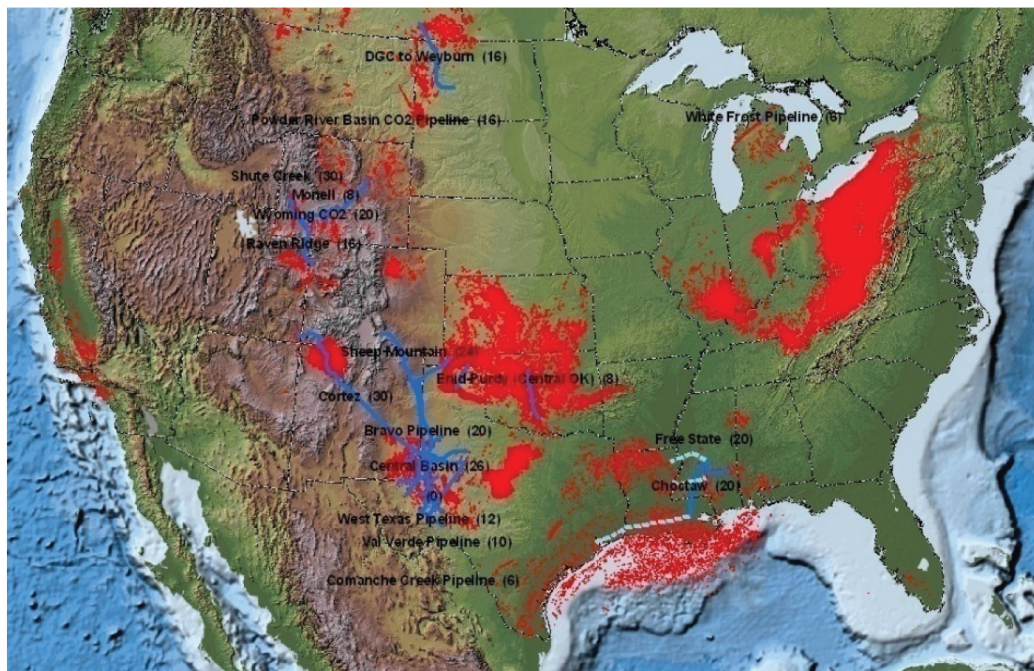 DGC to Weyburn (16)
Powder River Basin CO2 Pipeline (16)
White Frost Pipeline (6)
Shute Creek (30)
Monell (8)
Wyoming CO2 (20)
Raven Ridge (16)
Sheep Mountain (24)
Enid-Purdy (Central OK) (8)
Cortez (30)
Bravo Pipeline (20)
Free State (20)
Central Basin (26)
Choctaw (20)
(0)
West Texas Pipeline (12)
Val Verde Pipeline (10)
Comanche Creek Pipeline (6)